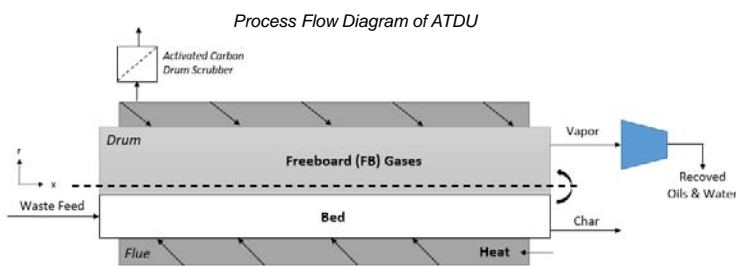 Process Flow Diagram of ATDU
Activated Carbon
Drum Scrubber
Drum
Vapor
Freeboard (FB) Gases
r
x
Recoved
Oils & Water
Waste Feed
Bed
Char
Flue
Heat